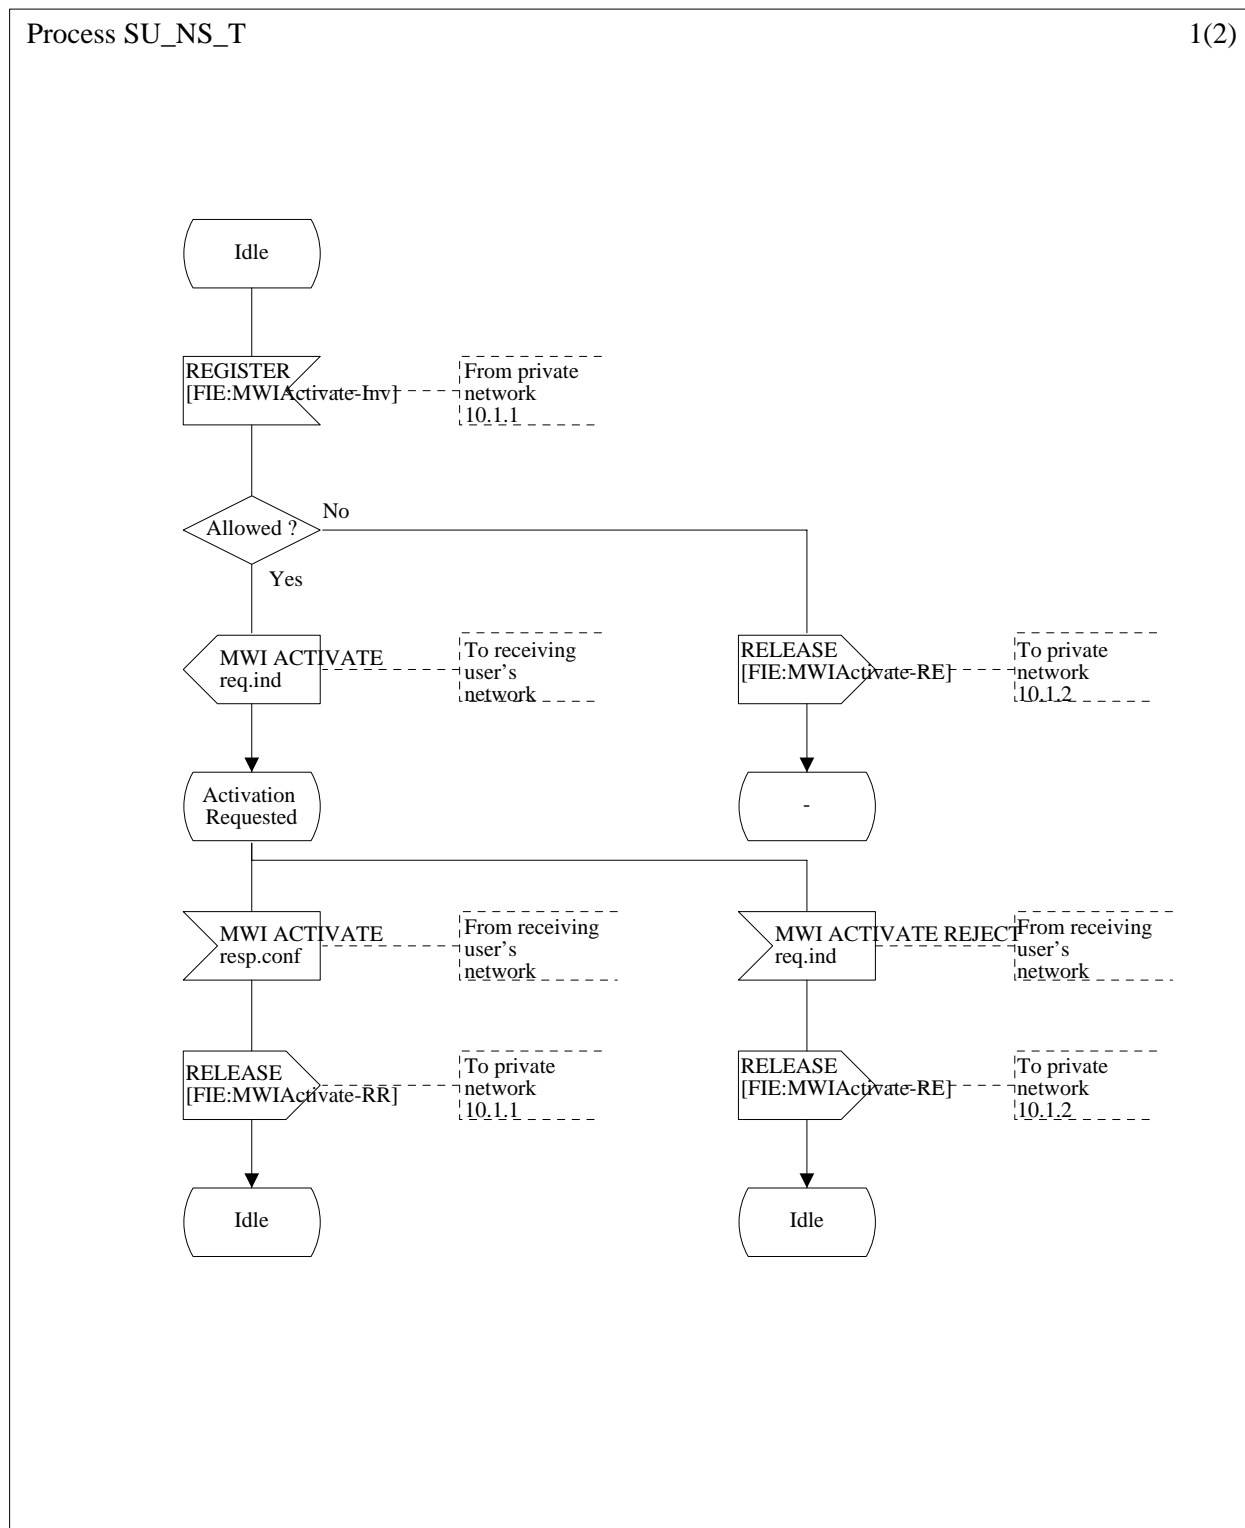 Process SU_NS_T
1(2)
Idle
REGISTER
[FIE:MWIActivate-Inv]
From private
network
10.1.1
Allowed ?
No
Yes
MWI ACTIVATE
req.ind
To receiving
user's
network
RELEASE
[FIE:MWIActivate-RE]
To private
network
10.1.2
Activation
Requested
-
MWI ACTIVATE
resp.conf
From receiving
user's
network
MWI ACTIVATE REJECT
req.ind
From receiving
user's
network
RELEASE
[FIE:MWIActivate-RR]
To private
network
10.1.1
RELEASE
[FIE:MWIActivate-RE]
To private
network
10.1.2
Idle
Idle